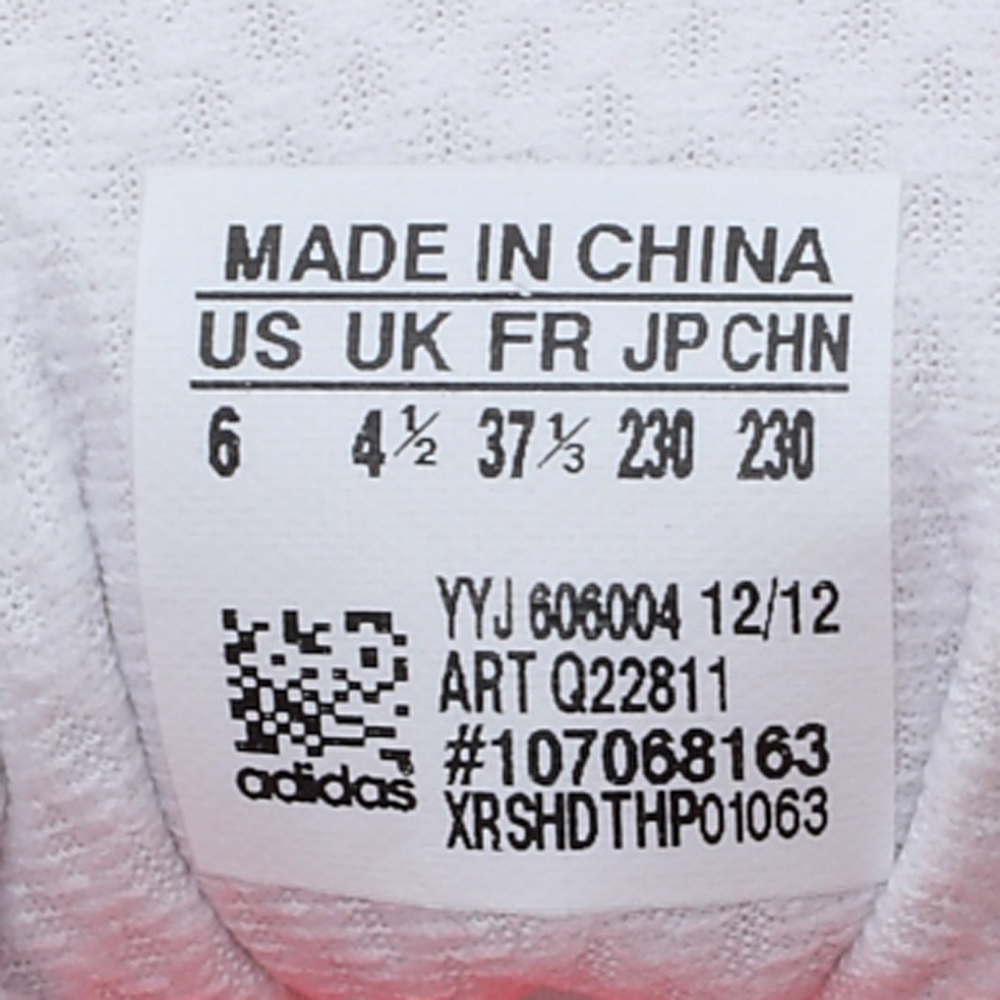 MADE IN CHINA
US UK FR JP CHN
6 4½ 37⅓ 230 230
YYJ 606004 12/12
ART Q22811
#107068163
XRSHDTHP01063
adidas